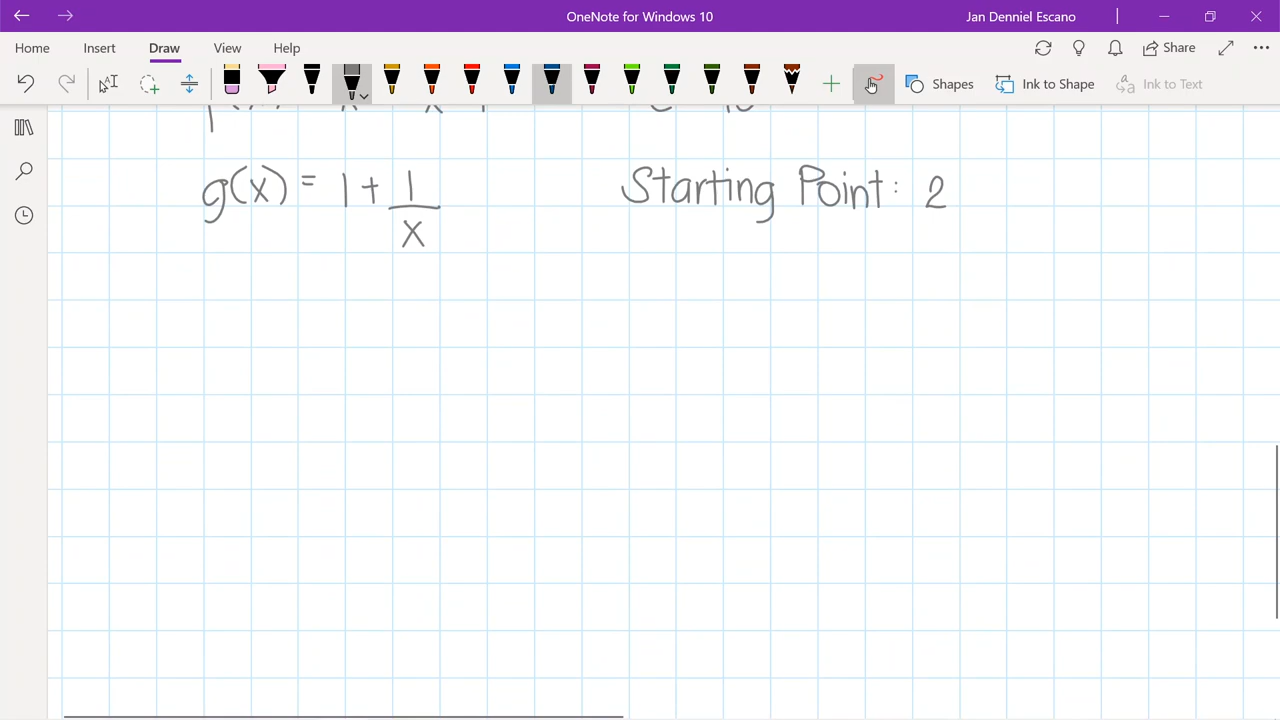 OneNote for Windows 10
Jan Denniel Escano
Home Insert Draw View Help
Share
Shapes
Ink to Shape
Ink to Text
g(x) = 1 + 1/x
Starting Point: 2